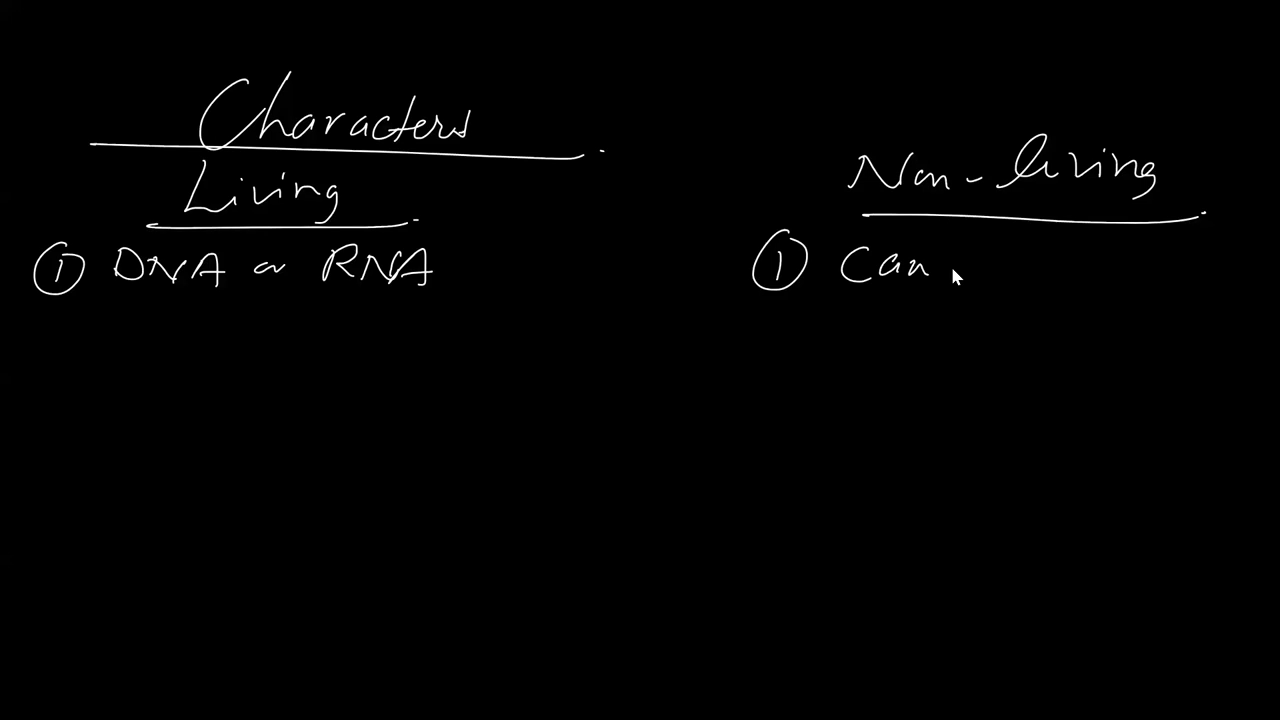 Characters
Living
Non-living
① DNA or RNA
① Can